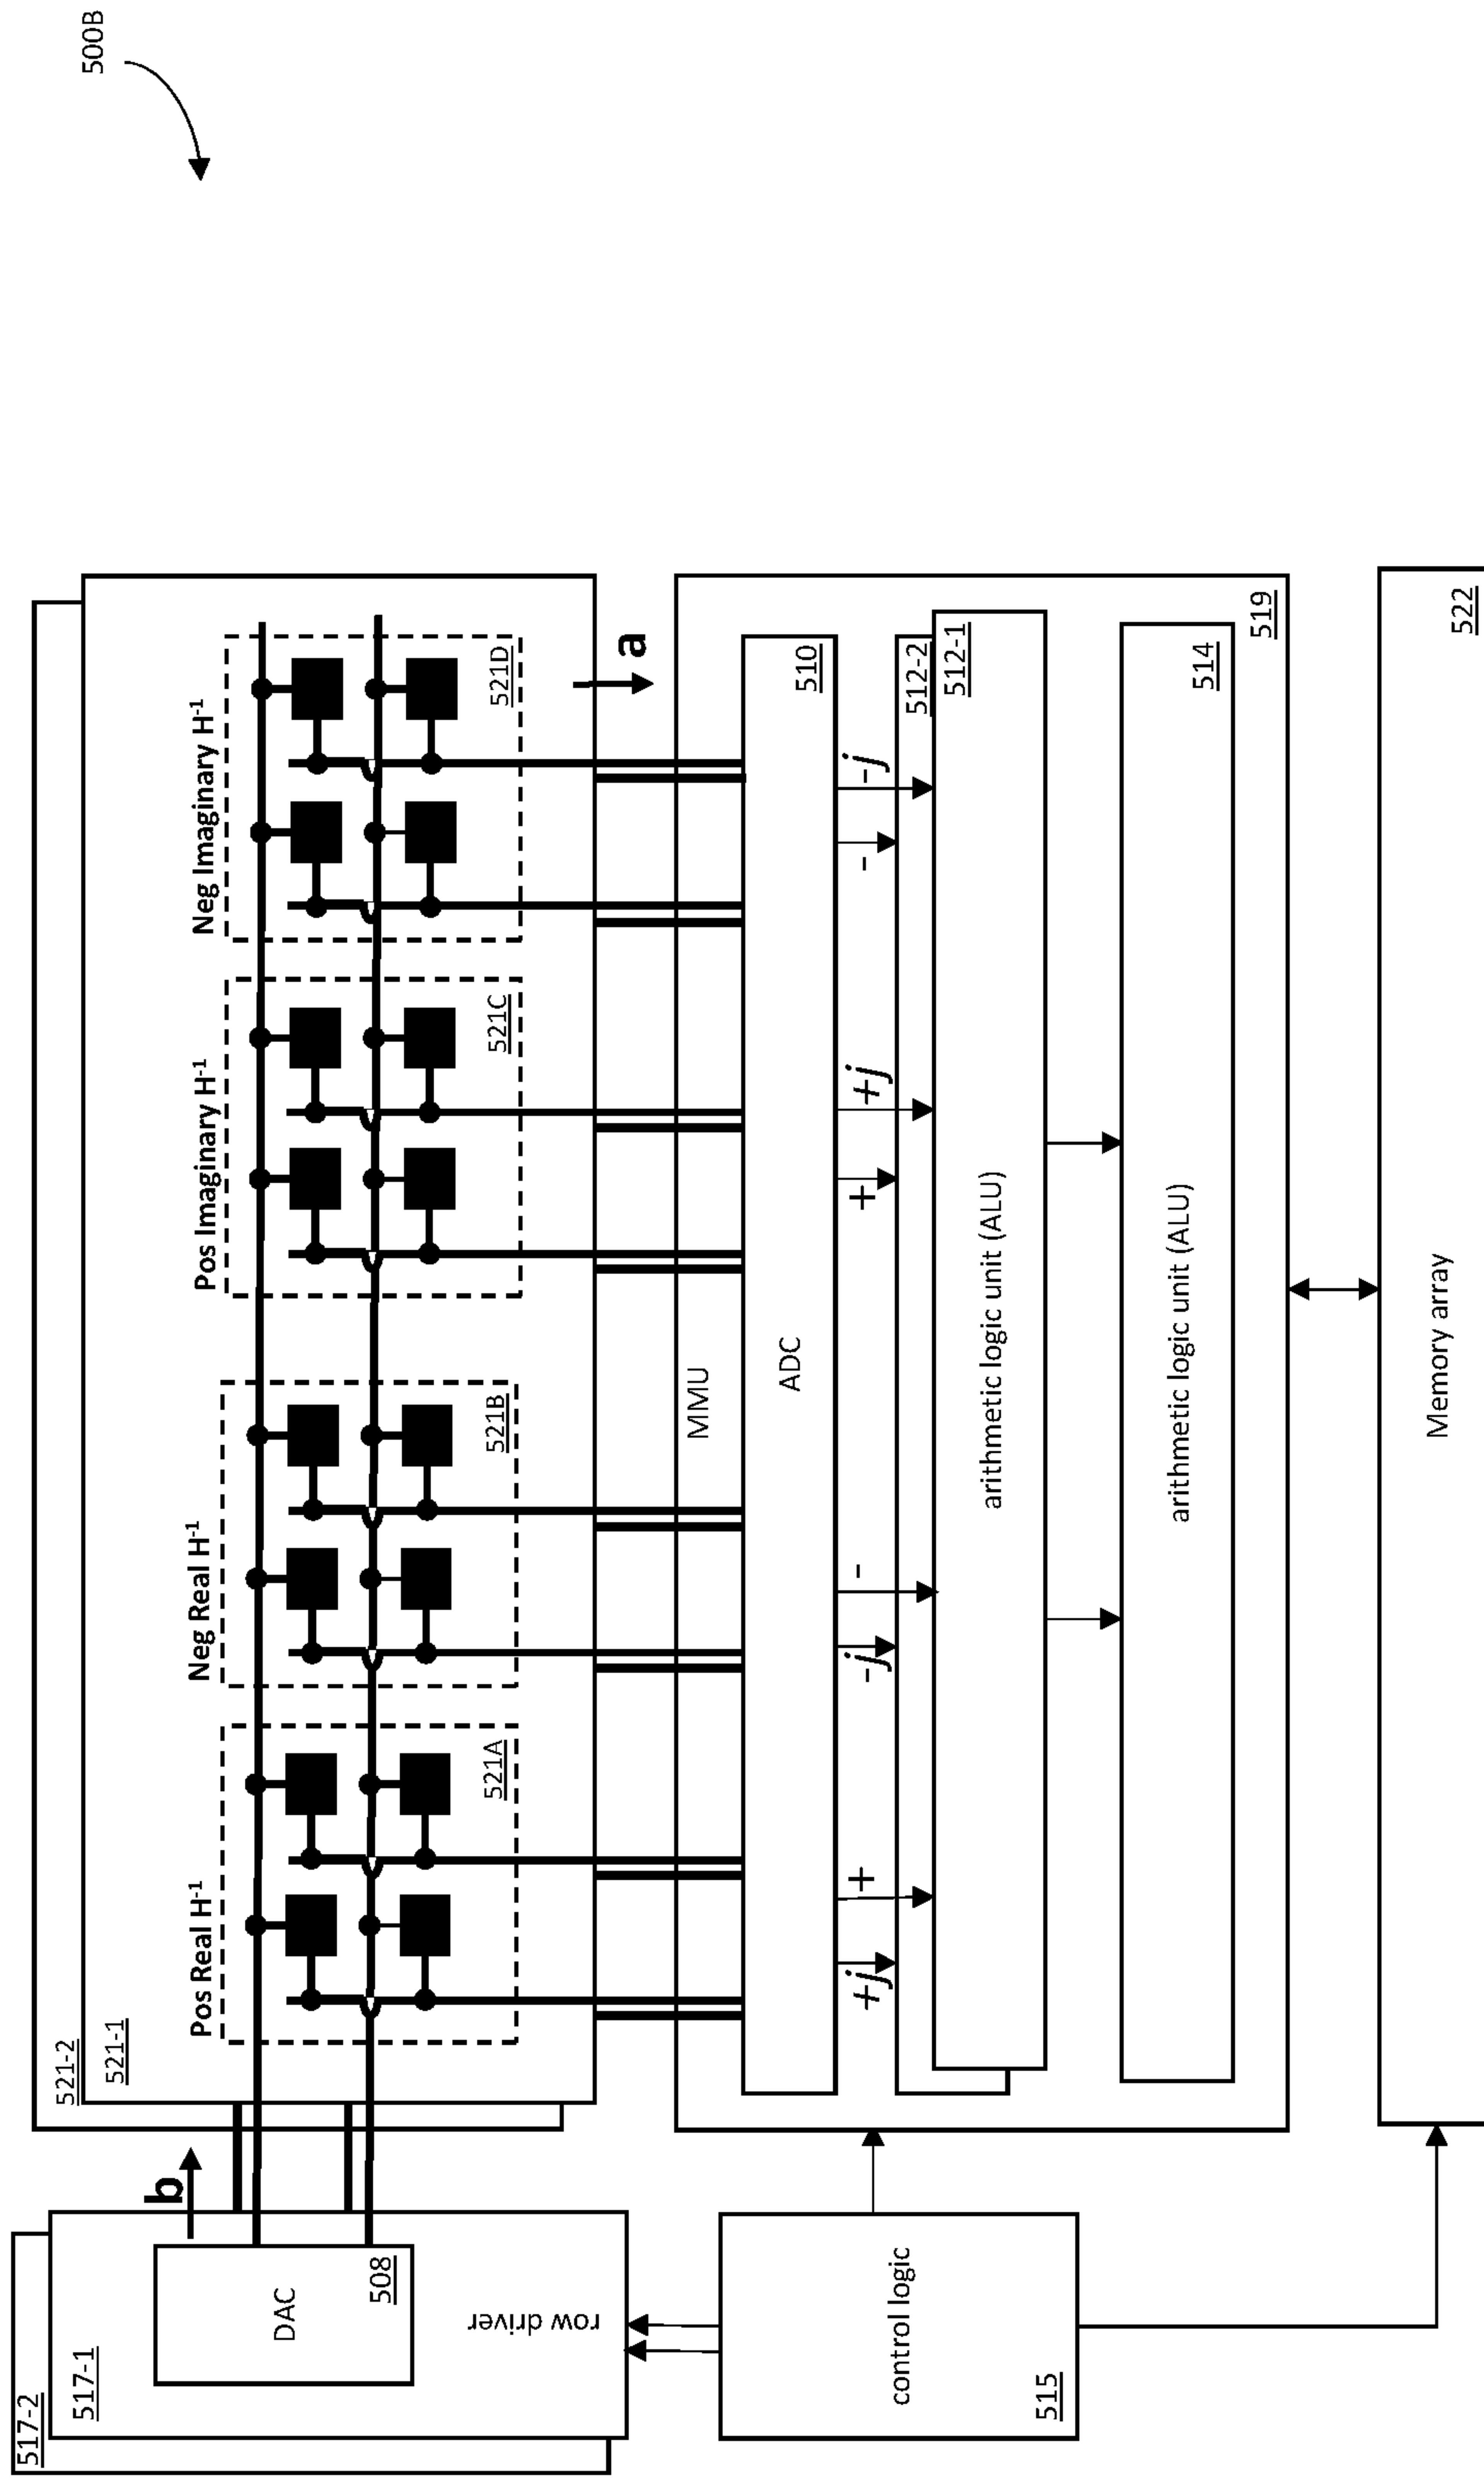 500B
517-2
517-1
DAC
508
row driver
b
521-2
521-1
Pos Real H⁻¹
521A
Neg Real H⁻¹
521B
Pos Imaginary H⁻¹
521C
Neg Imaginary H⁻¹
521D
a
MMU
ADC
510
+j
+
-j
-
+
+j
-
-j
512-2
512-1
arithmetic logic unit (ALU)
arithmetic logic unit (ALU)
514
519
control logic
515
Memory array
522